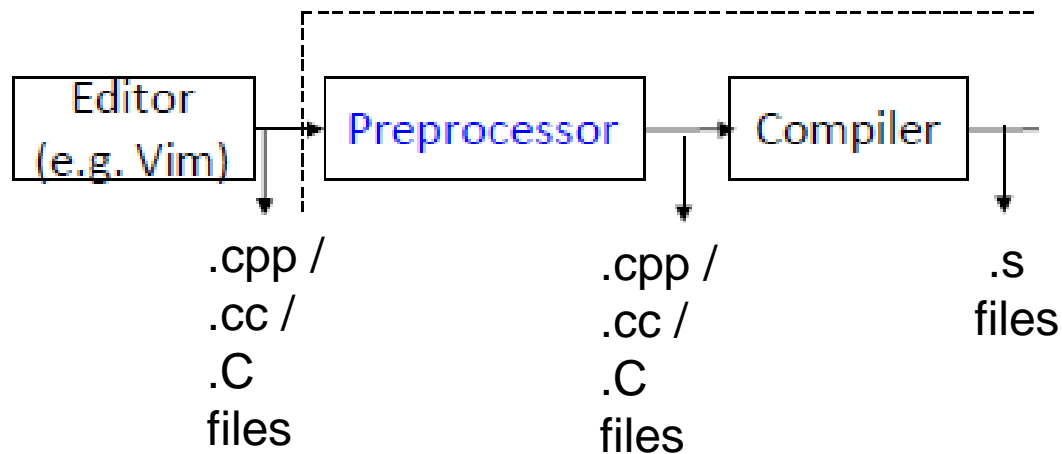 Editor
(e.g. Vim)
Preprocessor
Compiler
.cpp /
.cc /
.C
files
.cpp /
.cc /
.C
files
.s
files